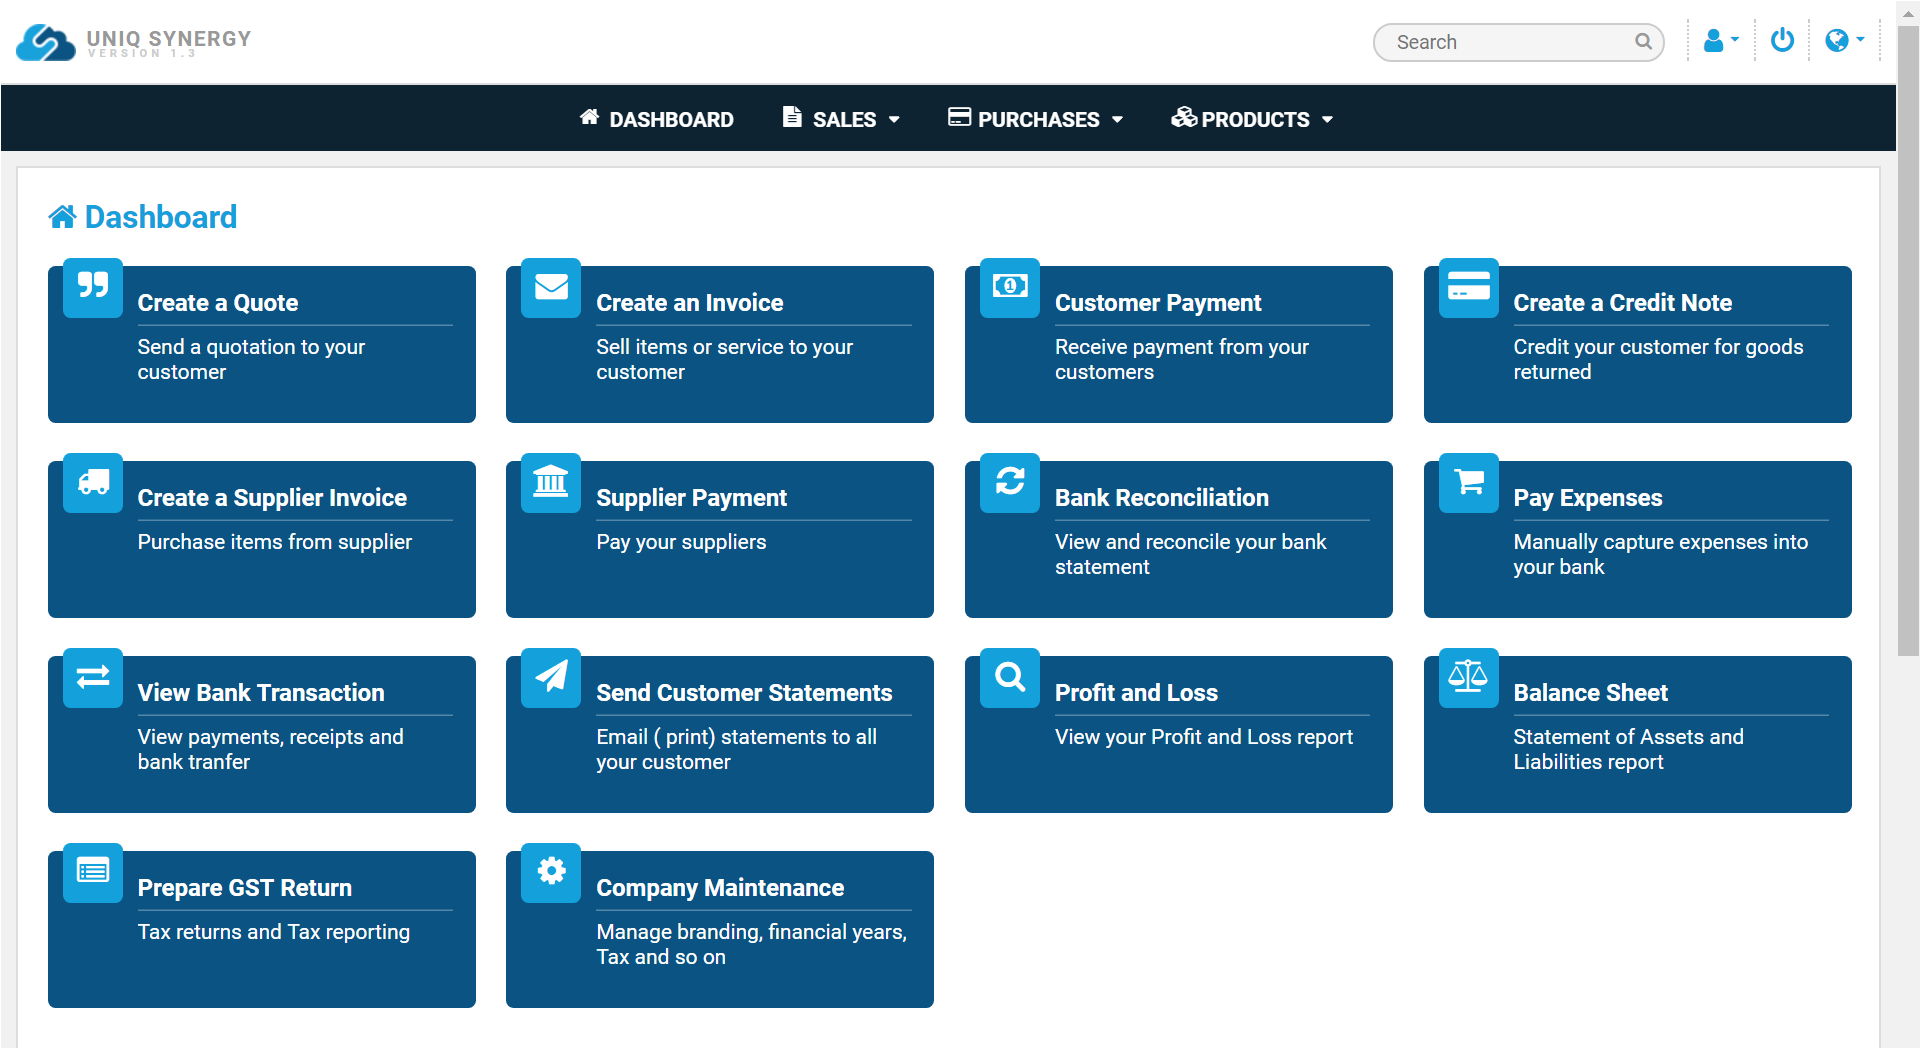 UNIQ SYNERGY
VERSION 1.3
Search
DASHBOARD
SALES
PURCHASES
PRODUCTS
Dashboard
Create a Quote
Send a quotation to your
customer
Create an Invoice
Sell items or service to your
customer
Customer Payment
Receive payment from your
customers
Create a Credit Note
Credit your customer for goods
returned
Create a Supplier Invoice
Purchase items from supplier
Supplier Payment
Pay your suppliers
Bank Reconciliation
View and reconcile your bank
statement
Pay Expenses
Manually capture expenses into
your bank
View Bank Transaction
View payments, receipts and
bank tranfer
Send Customer Statements
Email ( print) statements to all
your customer
Profit and Loss
View your Profit and Loss report
Balance Sheet
Statement of Assets and
Liabilities report
Prepare GST Return
Tax returns and Tax reporting
Company Maintenance
Manage branding, financial years,
Tax and so on